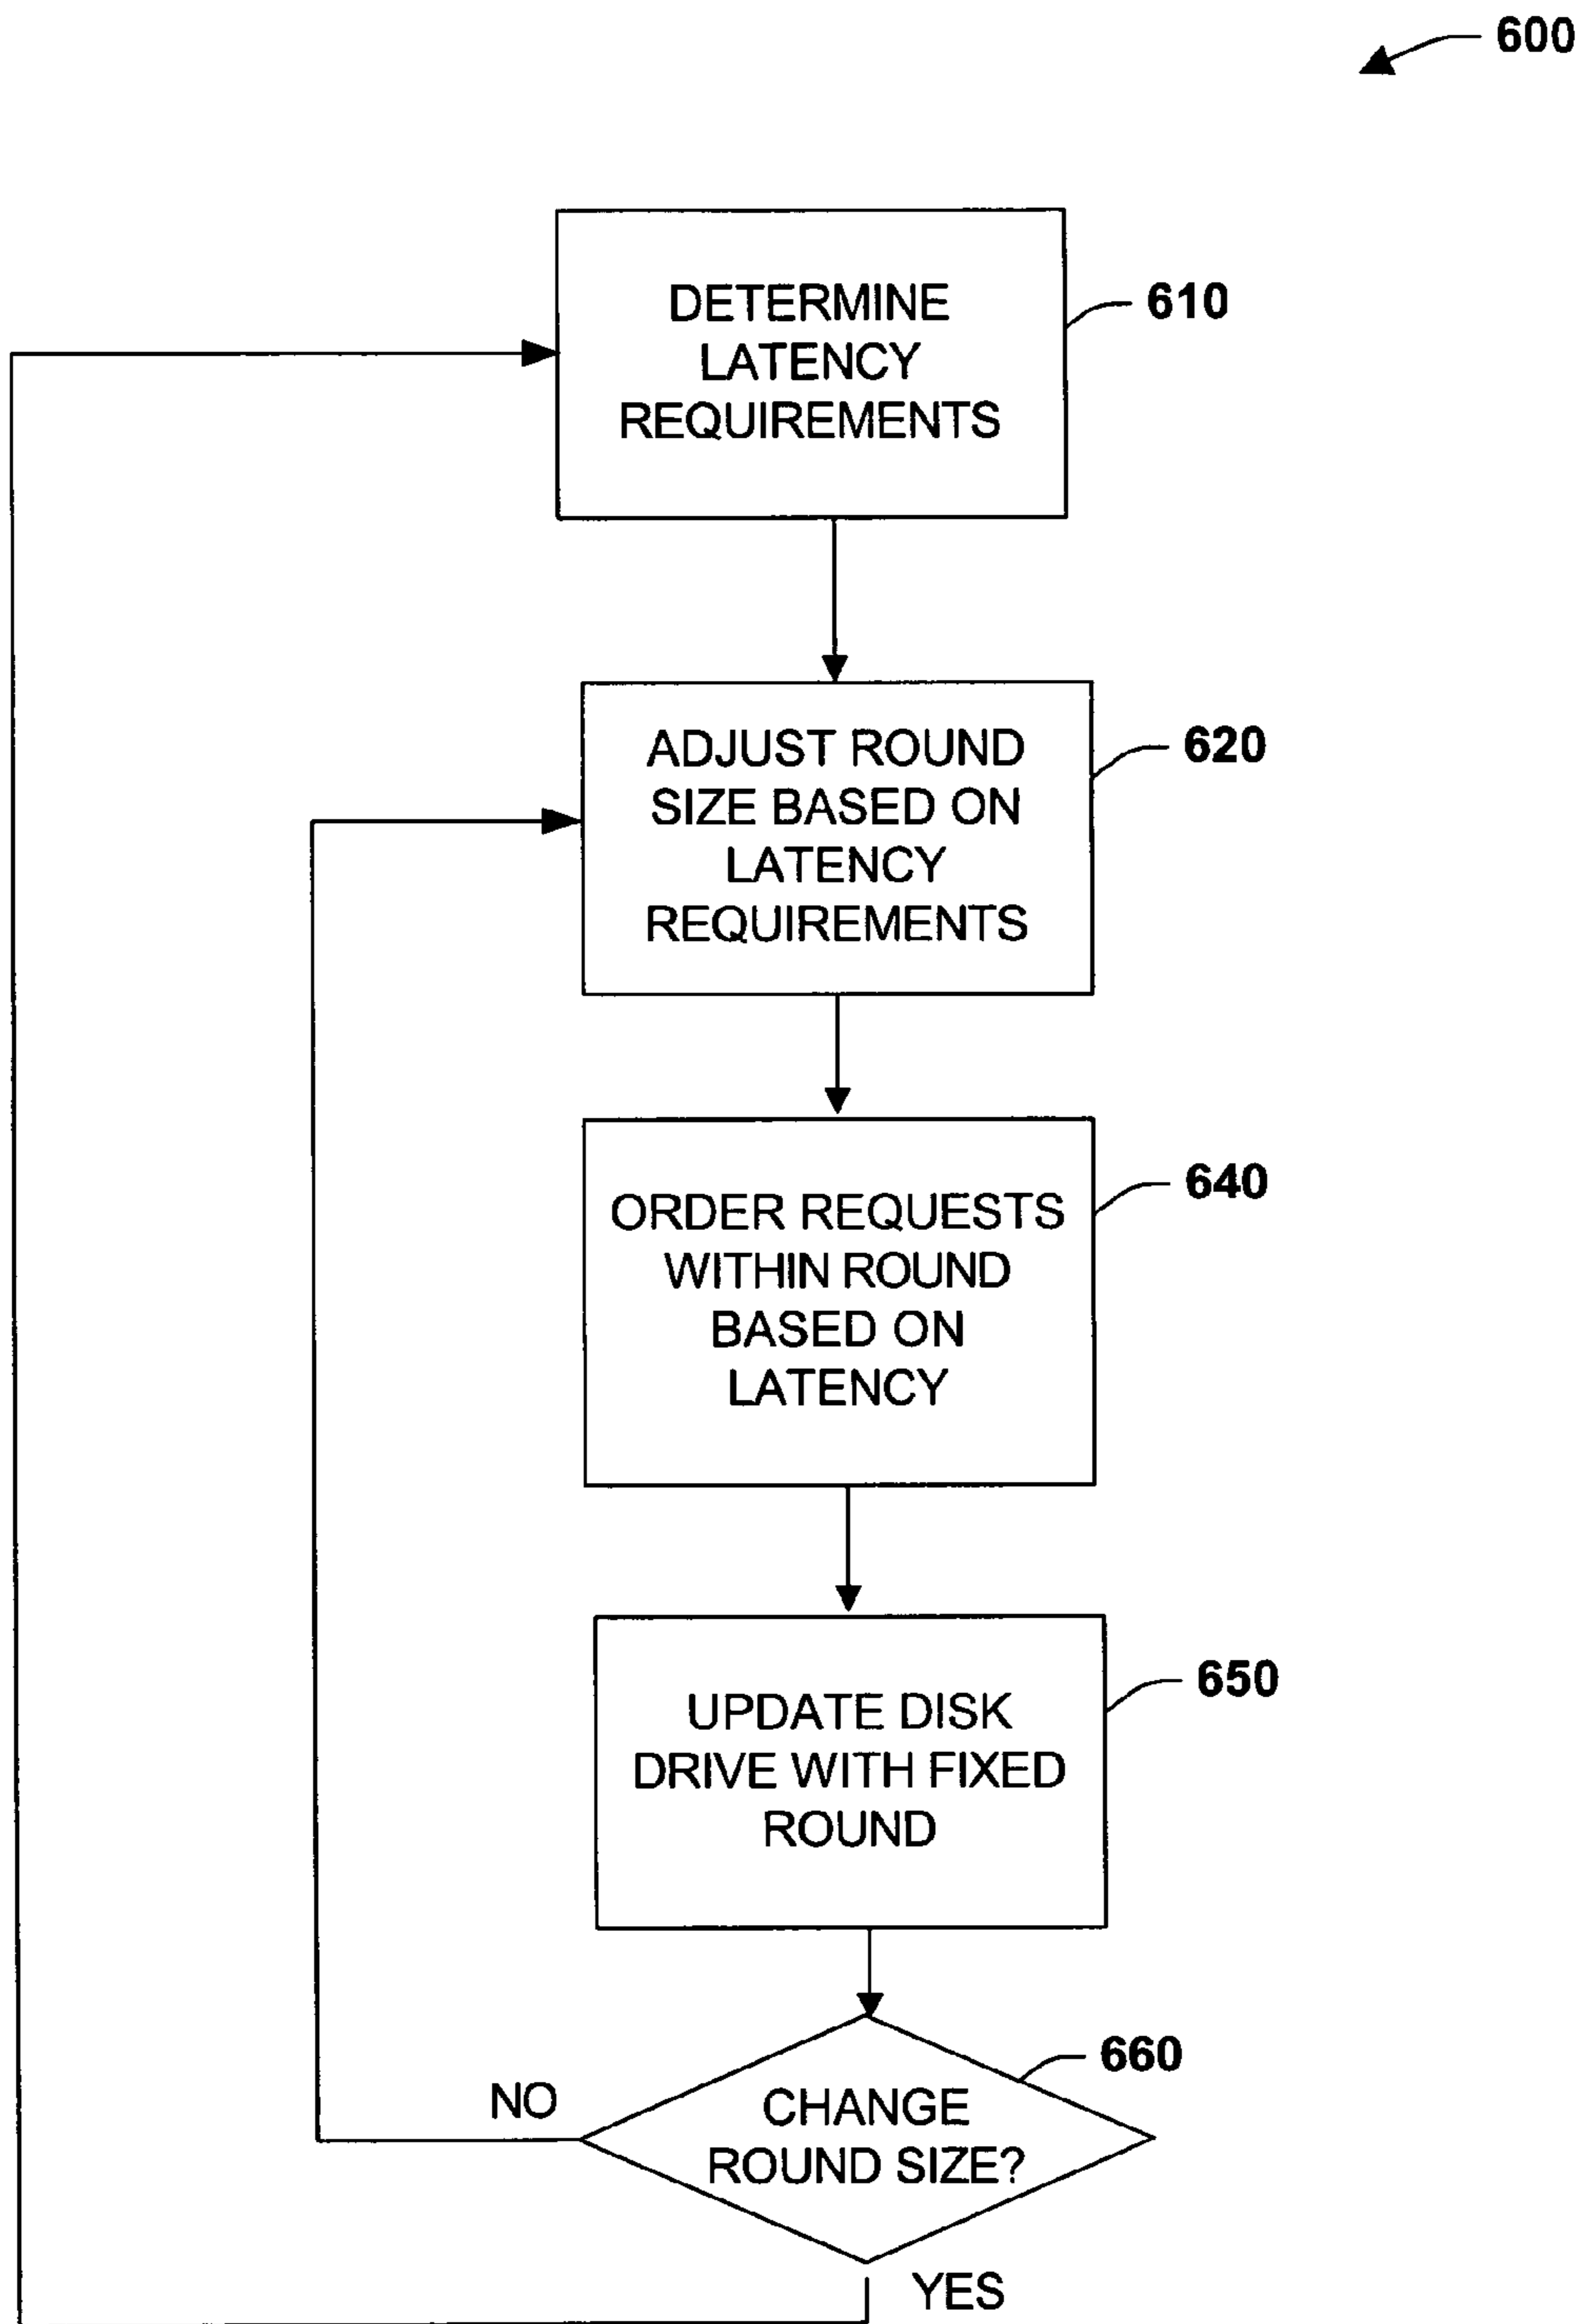 600
DETERMINE
LATENCY
REQUIREMENTS
610
ADJUST ROUND
SIZE BASED ON
LATENCY
REQUIREMENTS
620
ORDER REQUESTS
WITHIN ROUND
BASED ON
LATENCY
640
UPDATE DISK
DRIVE WITH FIXED
ROUND
650
660
NO
CHANGE
ROUND SIZE?
YES